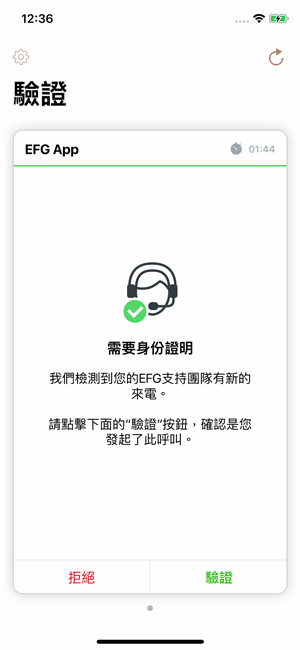 12:36
驗證
EFG App
01:44
需要身份證明
我們檢測到您的EFG支持團隊有新的
來電。
請點擊下面的“驗證”按鈕，確認是您
發起了此呼叫。
拒絕
驗證